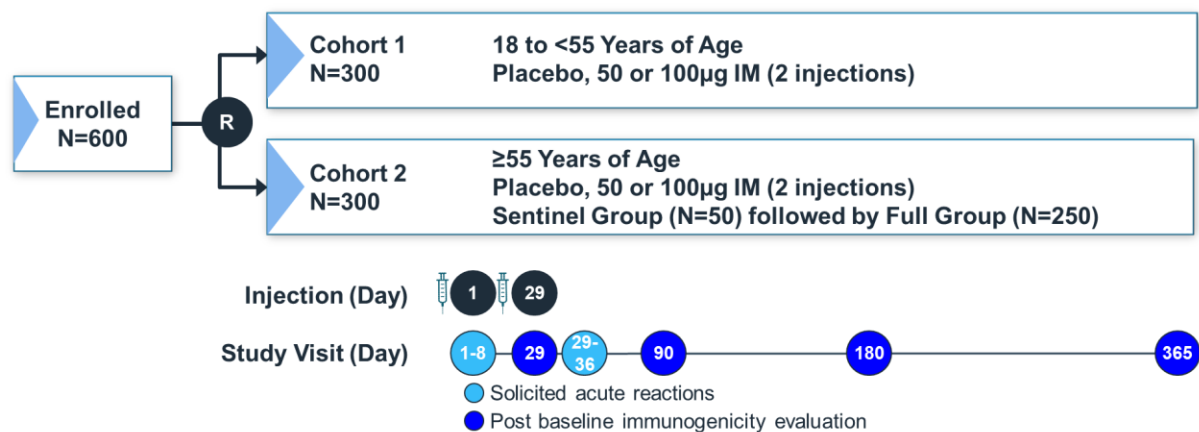 Cohort 1
N=300
18 to <55 Years of Age
Placebo, 50 or 100µg IM (2 injections)
Enrolled
N=600
R
Cohort 2
N=300
≥55 Years of Age
Placebo, 50 or 100µg IM (2 injections)
Sentinel Group (N=50) followed by Full Group (N=250)
Injection (Day)
1
29
Study Visit (Day)
1-8
29
29-
36
90
180
365
Solicited acute reactions
Post baseline immunogenicity evaluation